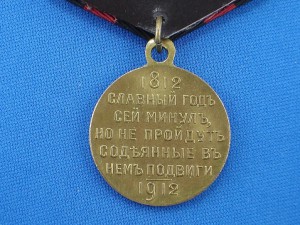 1812
СЛАВНЫЙ ГОДЪ
СЕЙ МИНУЛЪ,
НО НЕ ПРОЙДУТЪ
СОДѢЯННЫЕ ВЪ
НЕМЪ ПОДВИГИ
1912